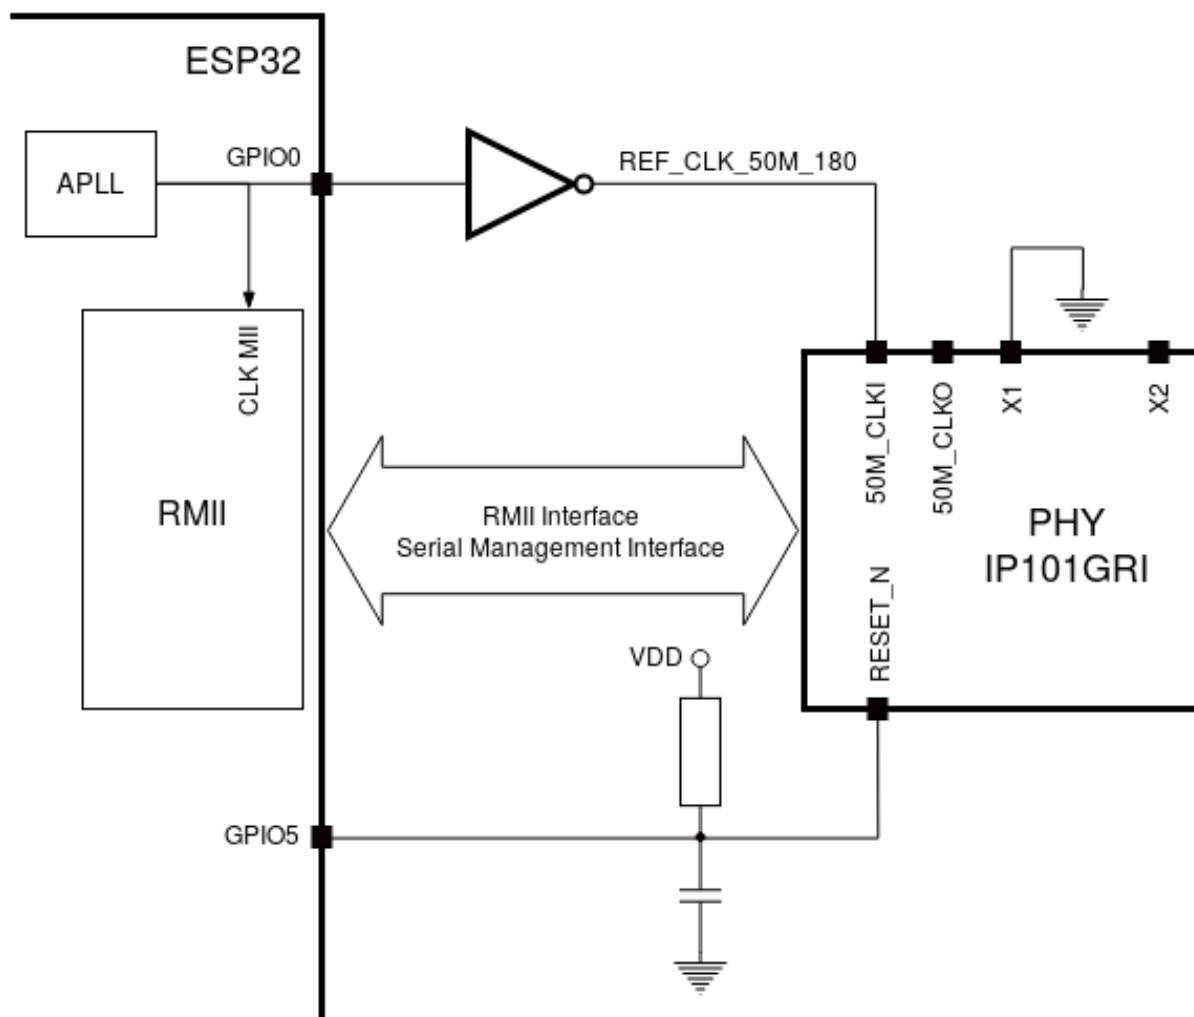 ESP32
GPIO0
APLL
REF_CLK_50M_180
CLK MII
RMII
50M_CLKI
50M_CLKO
X1
X2
RMII Interface
Serial Management Interface
PHY
IP101GRI
RESET_N
VDD
GPIO5